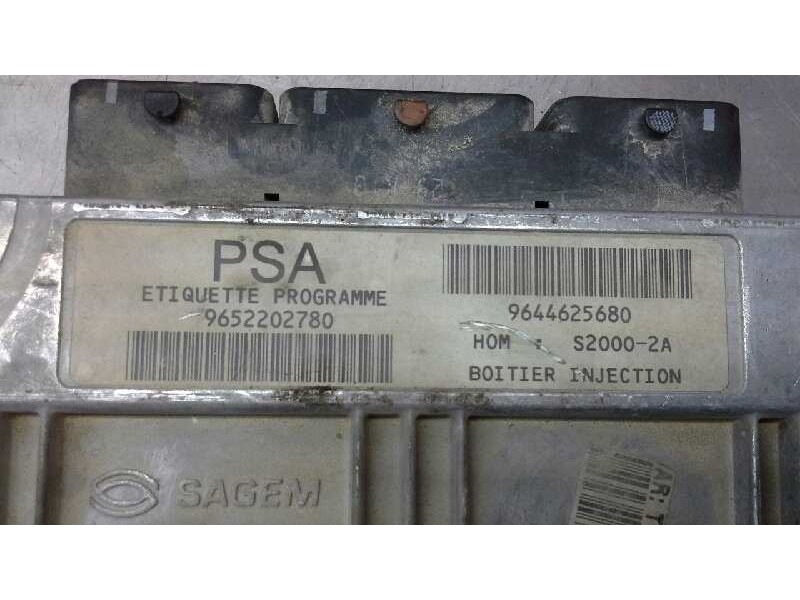 PSA
ETIQUETTE PROGRAMME
9652202780
9644625680
HOM : S2000-2A
BOITIER INJECTION
SAGEM